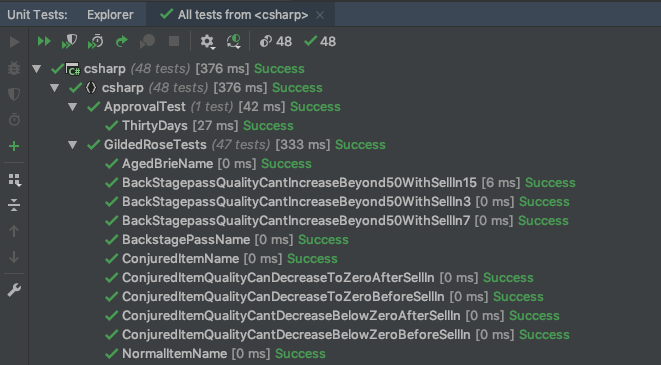 Unit Tests: Explorer All tests from <csharp>
48 48
C# csharp (48 tests) [376 ms] Success
csharp (48 tests) [376 ms] Success
ApprovalTest (1 test) [42 ms] Success
ThirtyDays [27 ms] Success
GildedRoseTests (47 tests) [333 ms] Success
AgedBrieName [0 ms] Success
BackStagepassQualityCantIncreaseBeyond50WithSellIn15 [6 ms] Success
BackStagepassQualityCantIncreaseBeyond50WithSellIn3 [0 ms] Success
BackStagepassQualityCantIncreaseBeyond50WithSellIn7 [0 ms] Success
BackstagePassName [0 ms] Success
ConjuredItemName [0 ms] Success
ConjuredItemQualityCanDecreaseToZeroAfterSellIn [0 ms] Success
ConjuredItemQualityCanDecreaseToZeroBeforeSellIn [0 ms] Success
ConjuredItemQualityCantDecreaseBelowZeroAfterSellIn [0 ms] Success
ConjuredItemQualityCantDecreaseBelowZeroBeforeSellIn [0 ms] Success
NormalItemName [0 ms] Success